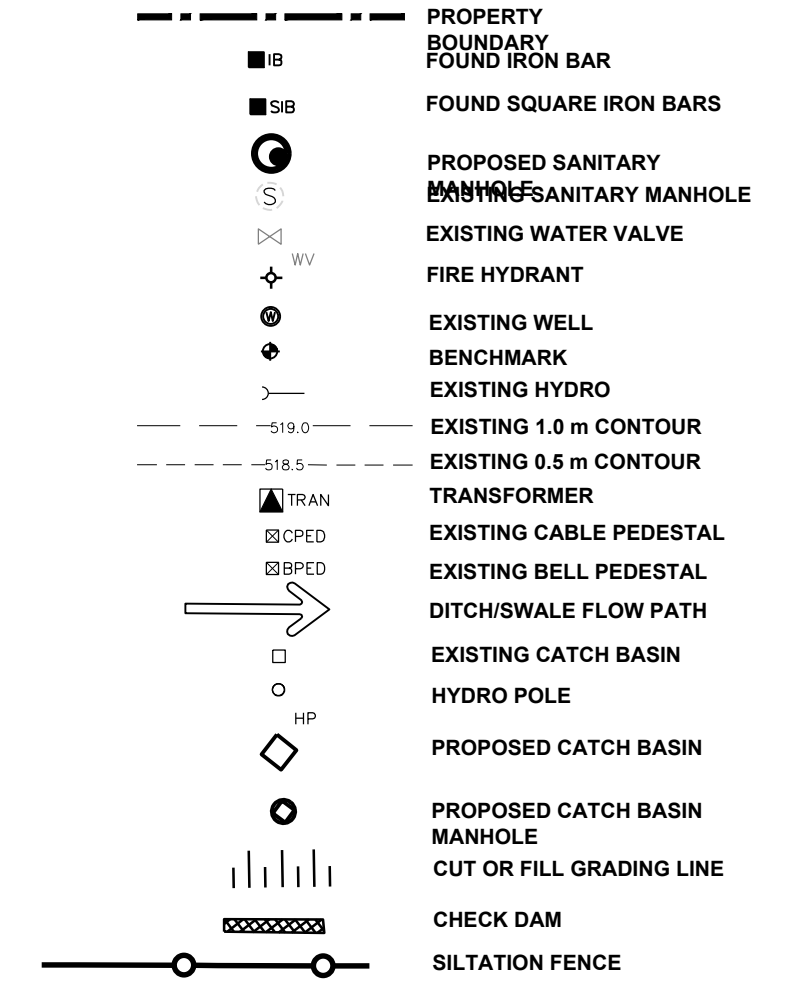 PROPERTY
BOUNDARY
IB FOUND IRON BAR
SIB FOUND SQUARE IRON BARS
PROPOSED SANITARY
MANHOLE
S EXISTING SANITARY MANHOLE
EXISTING WATER VALVE
WV
FIRE HYDRANT
W EXISTING WELL
BENCHMARK
EXISTING HYDRO
519.0 EXISTING 1.0 m CONTOUR
518.5 EXISTING 0.5 m CONTOUR
TRAN TRANSFORMER
CPED EXISTING CABLE PEDESTAL
BPED EXISTING BELL PEDESTAL
DITCH/SWALE FLOW PATH
EXISTING CATCH BASIN
HYDRO POLE
HP
PROPOSED CATCH BASIN
PROPOSED CATCH BASIN
MANHOLE
CUT OR FILL GRADING LINE
CHECK DAM
SILTATION FENCE